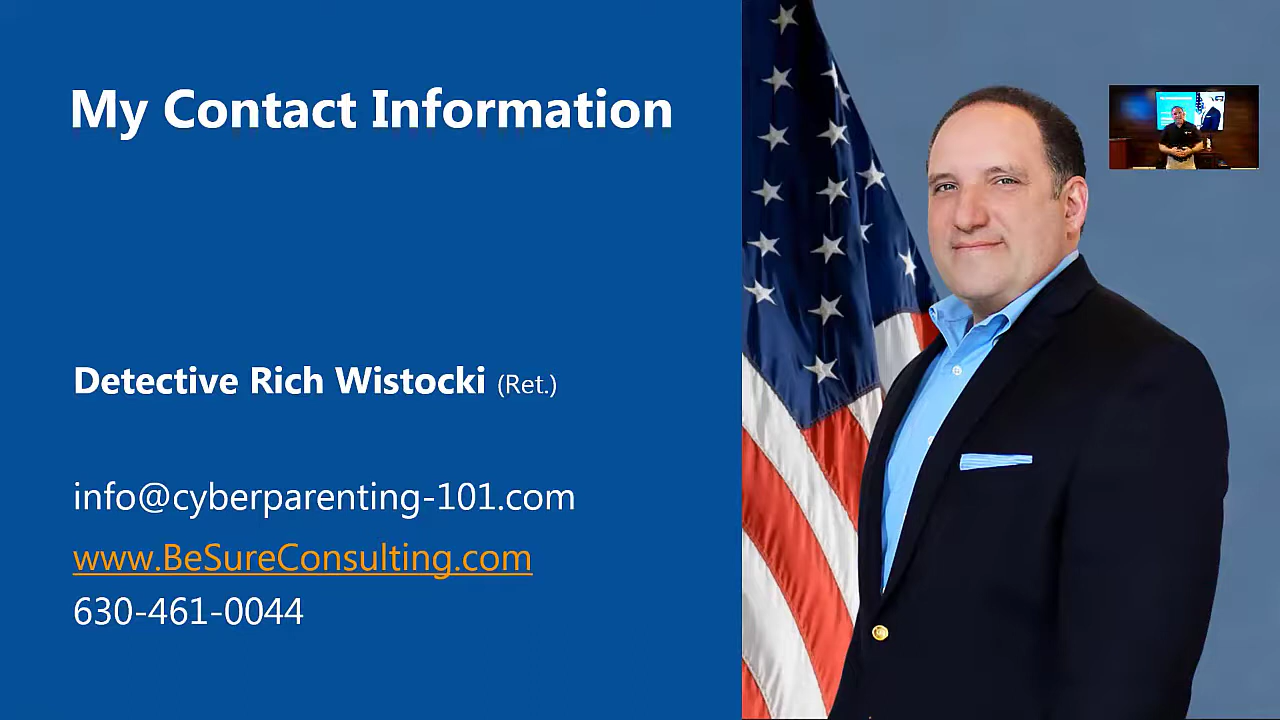 My Contact Information
Detective Rich Wistocki (Ret.)
info@cyberparenting-101.com
www.BeSureConsulting.com
630-461-0044